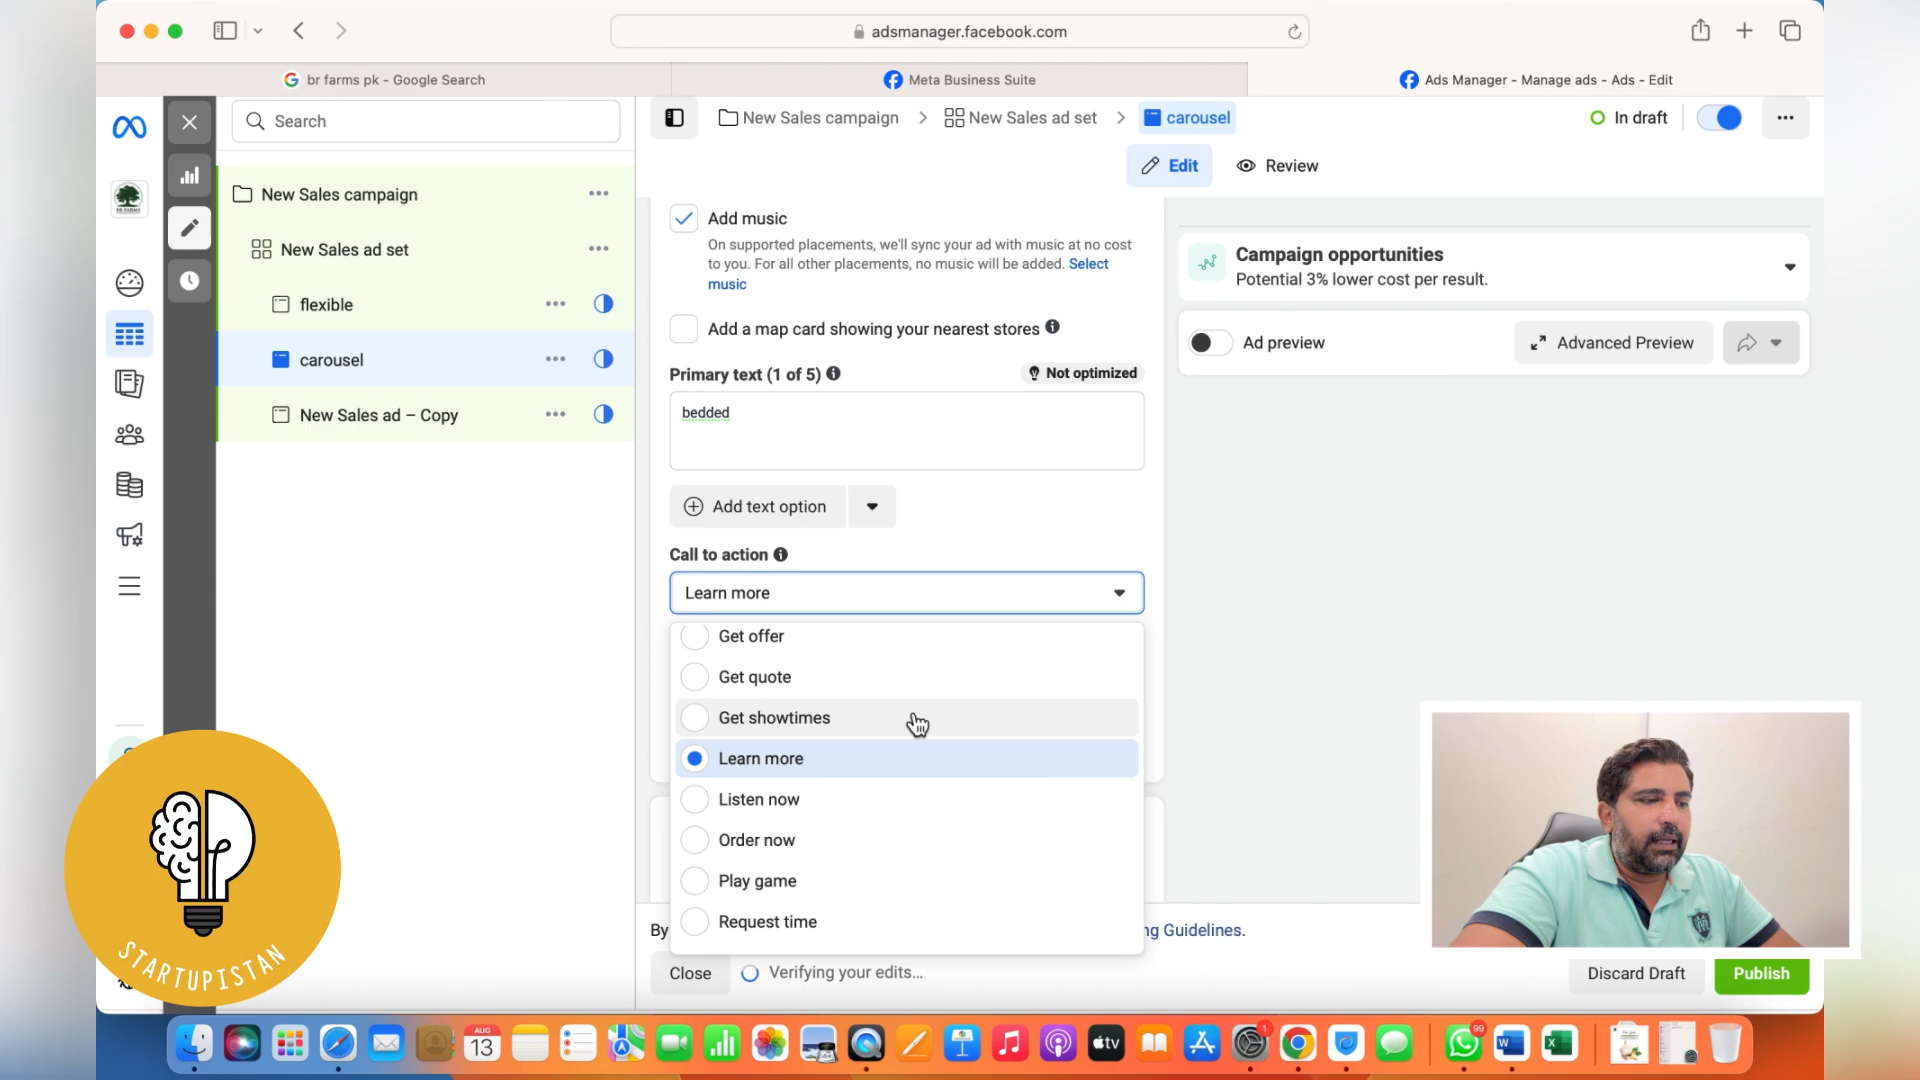 adsmanager.facebook.com
br farms pk - Google Search
Meta Business Suite
Ads Manager - Manage ads - Ads - Edit
Search
New Sales campaign
New Sales ad set
carousel
In draft
Edit
Review
New Sales campaign
New Sales ad set
flexible
carousel
New Sales ad – Copy
Add music
On supported placements, we'll sync your ad with music at no cost
to you. For all other placements, no music will be added. Select
music
Add a map card showing your nearest stores
Primary text (1 of 5)
Not optimized
bedded
Add text option
Call to action
Learn more
Get offer
Get quote
Get showtimes
Learn more
Listen now
Order now
Play game
Request time
Campaign opportunities
Potential 3% lower cost per result.
Ad preview
Advanced Preview
By
ng Guidelines.
Close
Verifying your edits...
Discard Draft
Publish
STARTUPISTAN
AUG
13
tv
1
99
W
X